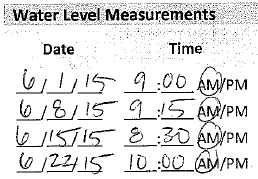 Water Level Measurements
Date Time
6/1/15 9:00 AM/PM
6/8/15 9:15 AM/PM
6/15/15 8:30 AM/PM
6/22/15 10:00 AM/PM